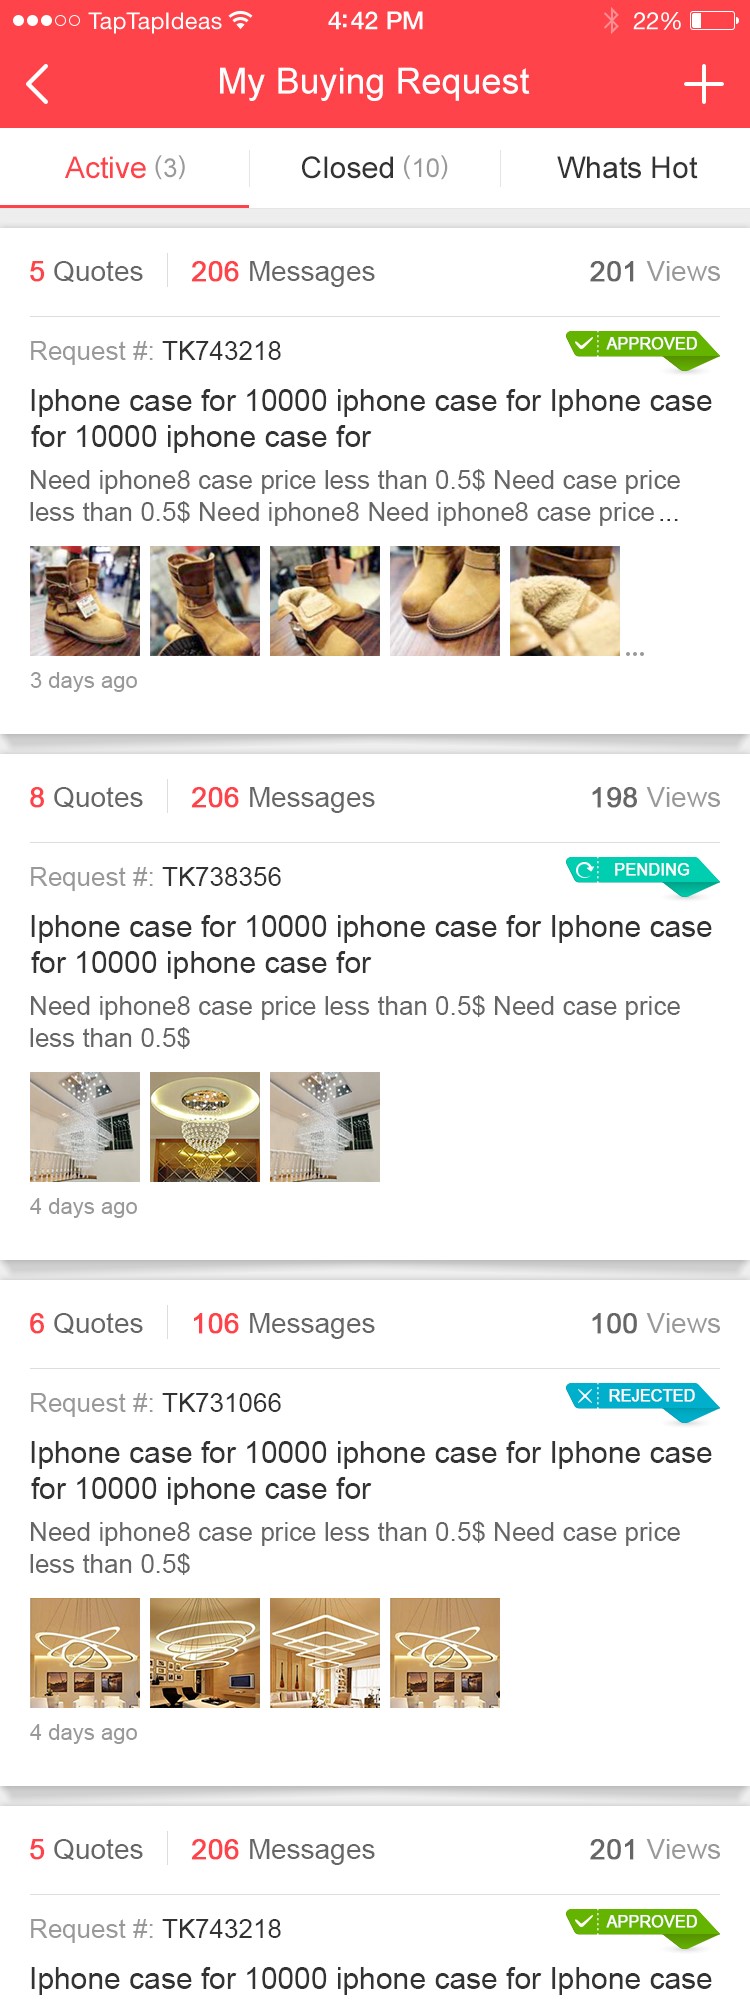 TapTapIdeas 4:42 PM 22%
My Buying Request
Active (3) Closed (10) Whats Hot
5 Quotes 206 Messages 201 Views
Request #: TK743218 APPROVED
Iphone case for 10000 iphone case for Iphone case
for 10000 iphone case for
Need iphone8 case price less than 0.5$ Need case price
less than 0.5$ Need iphone8 Need iphone8 case price...
...
3 days ago
8 Quotes 206 Messages 198 Views
Request #: TK738356 PENDING
Iphone case for 10000 iphone case for Iphone case
for 10000 iphone case for
Need iphone8 case price less than 0.5$ Need case price
less than 0.5$
4 days ago
6 Quotes 106 Messages 100 Views
Request #: TK731066 REJECTED
Iphone case for 10000 iphone case for Iphone case
for 10000 iphone case for
Need iphone8 case price less than 0.5$ Need case price
less than 0.5$
4 days ago
5 Quotes 206 Messages 201 Views
Request #: TK743218 APPROVED
Iphone case for 10000 iphone case for Iphone case